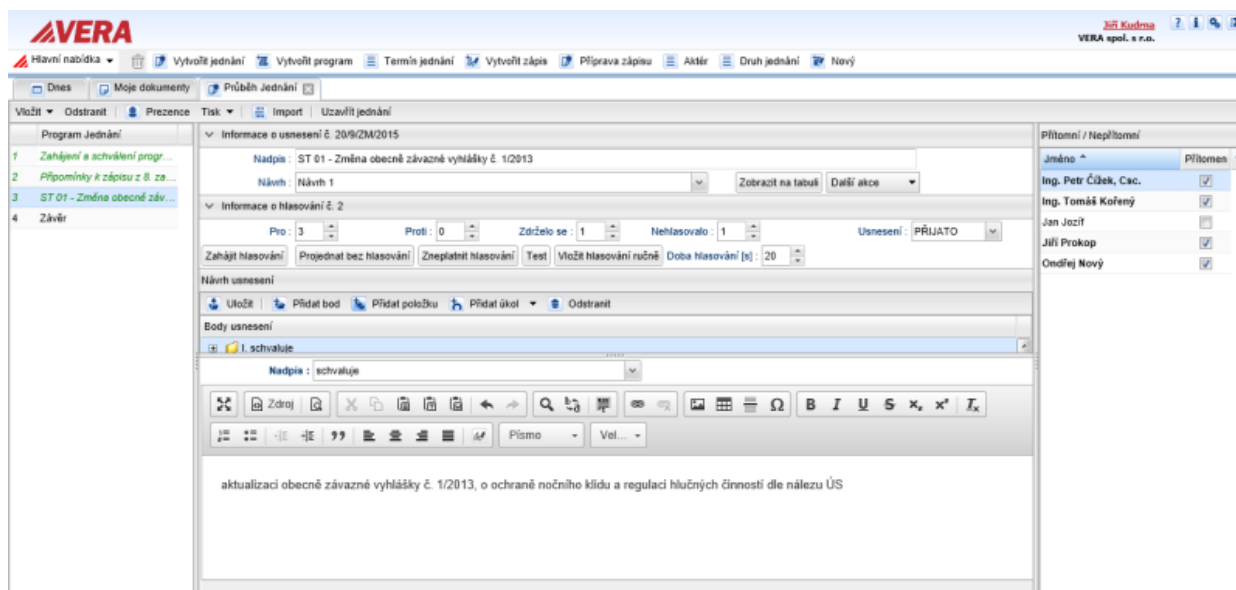 VERA
Jiří Kudrna
VERA spol. s r.o.
Hlavní nabídka Vytvořit jednání Vytvořit program Termín jednání Vytvořit zápis Příprava zápisu Aktér Druh jednání Nový
Dnes Moje dokumenty Průběh Jednání
Vložit Odstranit Prezence Tisk Import Uzavřít jednání
Program Jednání
1 Zahájení a schválení progr...
2 Připomínky k zápisu z 8. za...
3 ST 01 - Změna obecně záv...
4 Závěr
Informace o usnesení č. 20/9/ZM/2015
Nadpis : ST 01 - Změna obecně závazné vyhlášky č. 1/2013
Návrh : Návrh 1 Zobrazit na tabuli Další akce
Informace o hlasování č. 2
Pro : 3 Proti : 0 Zdrželo se : 1 Nehlasovalo : 1 Usnesení : PŘIJATO
Zahájit hlasování Projednat bez hlasování Zneplatnit hlasování Test Vložit hlasování ručně Doba hlasování [s] : 20
Návrh usnesení
Uložit Přidat bod Přidat položku Přidat úkol Odstranit
Body usnesení
I. schvaluje
Nadpis : schvaluje
Zdroj
B I U S x₂ x² Tx
Písmo Vel...
aktualizaci obecně závazné vyhlášky č. 1/2013, o ochraně nočního klidu a regulaci hlučných činností dle nálezu ÚS
Přítomní / Nepřítomní
Jméno Přítomen
Ing. Petr Čížek, Csc.
Ing. Tomáš Kořený
Jan Jozíf
Jiří Prokop
Ondřej Nový